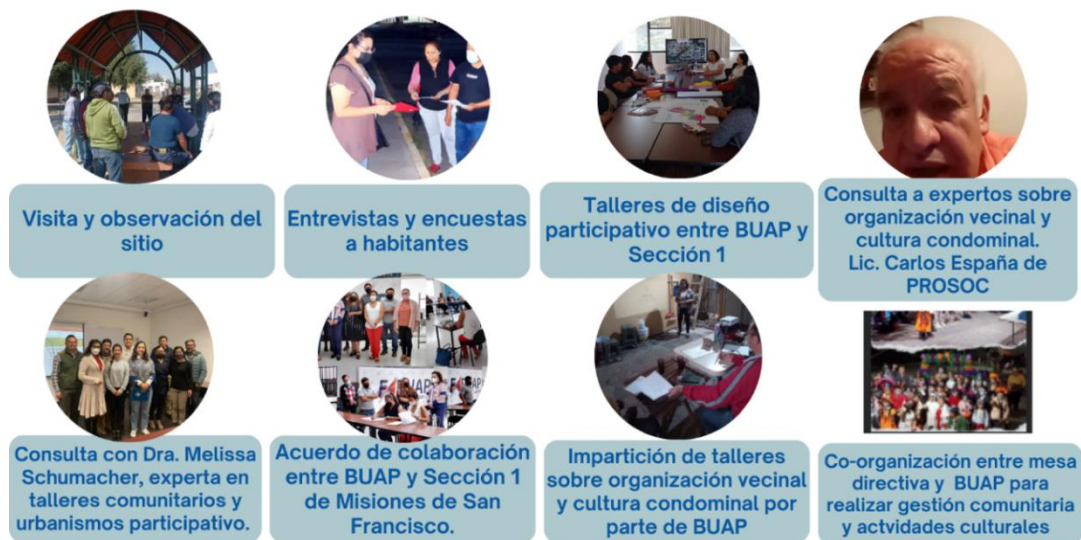 Visita y observación del
sitio
Entrevistas y encuestas
a habitantes
Talleres de diseño
participativo entre BUAP y
Sección 1
Consulta a expertos sobre
organización vecinal y
cultura condominal.
Lic. Carlos España de
PROSOC
BUAP
Consulta con Dra. Melissa
Schumacher, experta en
talleres comunitarios y
urbanismos participativo.
Acuerdo de colaboración
entre BUAP y Sección 1
de Misiones de San
Francisco.
Impartición de talleres
sobre organización vecinal
y cultura condominal por
parte de BUAP
Co-organización entre mesa
directiva y BUAP para
realizar gestión comunitaria
y actvidades culturales